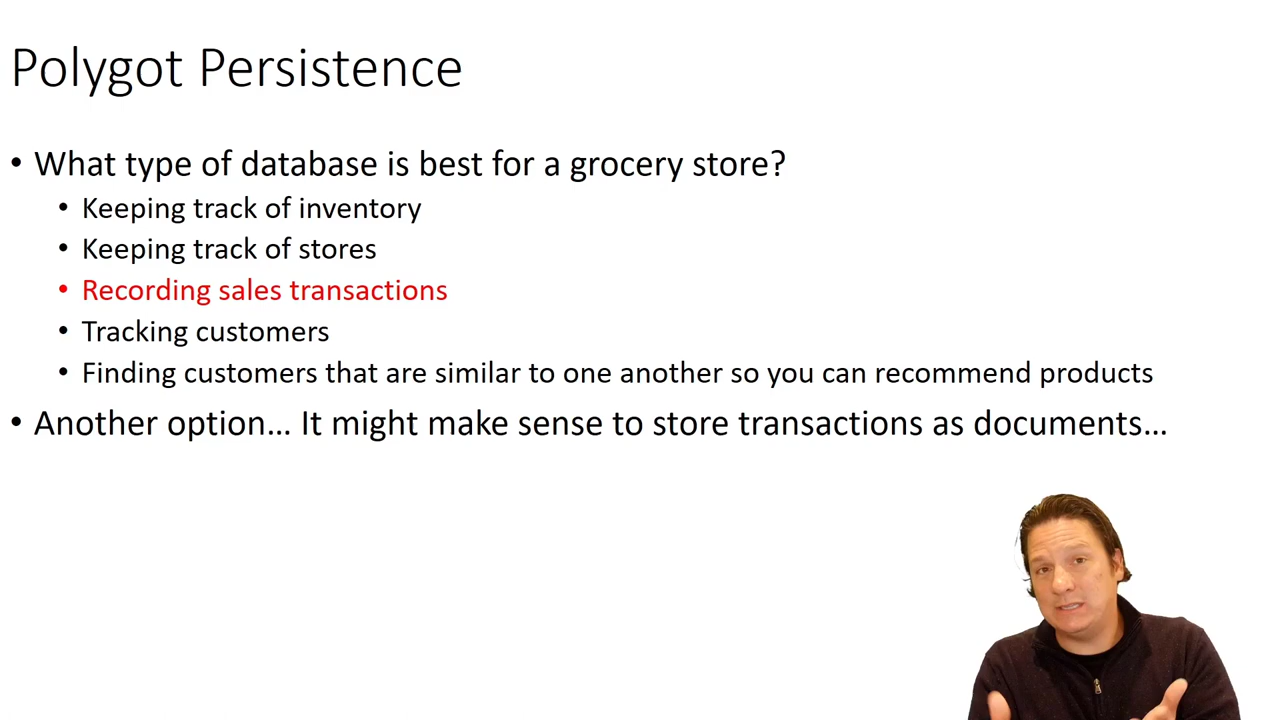 Polygot Persistence
• What type of database is best for a grocery store?
• Keeping track of inventory
• Keeping track of stores
• Recording sales transactions
• Tracking customers
• Finding customers that are similar to one another so you can recommend products
• Another option... It might make sense to store transactions as documents...